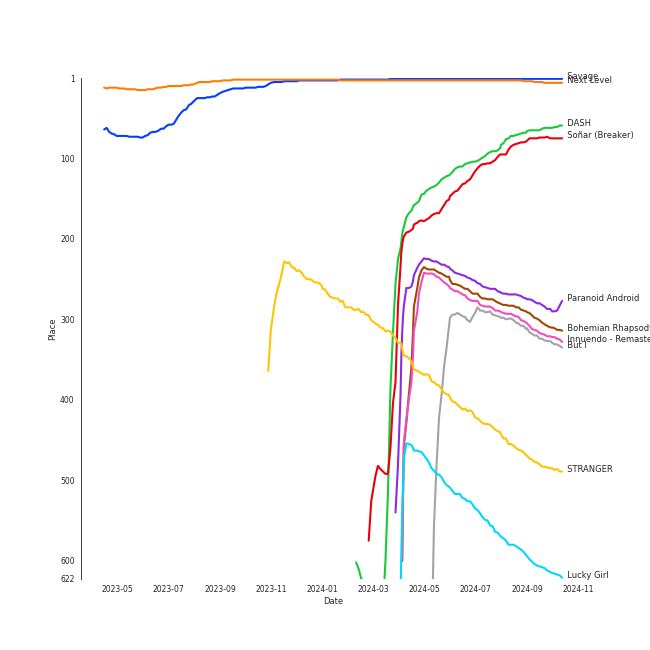 1
100
200
300
400
500
600
622
Place
2023-05
2023-07
2023-09
2023-11
2024-01
2024-03
2024-05
2024-07
2024-09
2024-11
Date
Savage
Next Level
DASH
Soñar (Breaker)
Paranoid Android
Bohemian Rhapsod
Innuendo - Remaste
But I
STRANGER
Lucky Girl